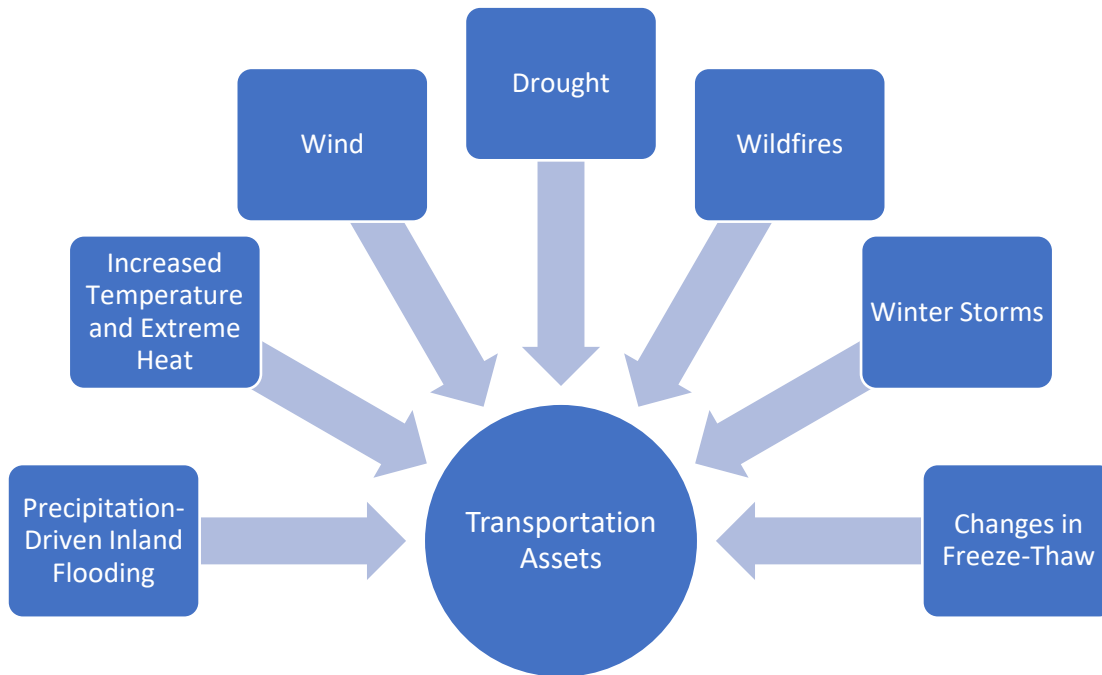 Drought
Wind
Wildfires
Increased
Temperature
and Extreme
Heat
Winter Storms
Precipitation-
Driven Inland
Flooding
Transportation
Assets
Changes in
Freeze-Thaw